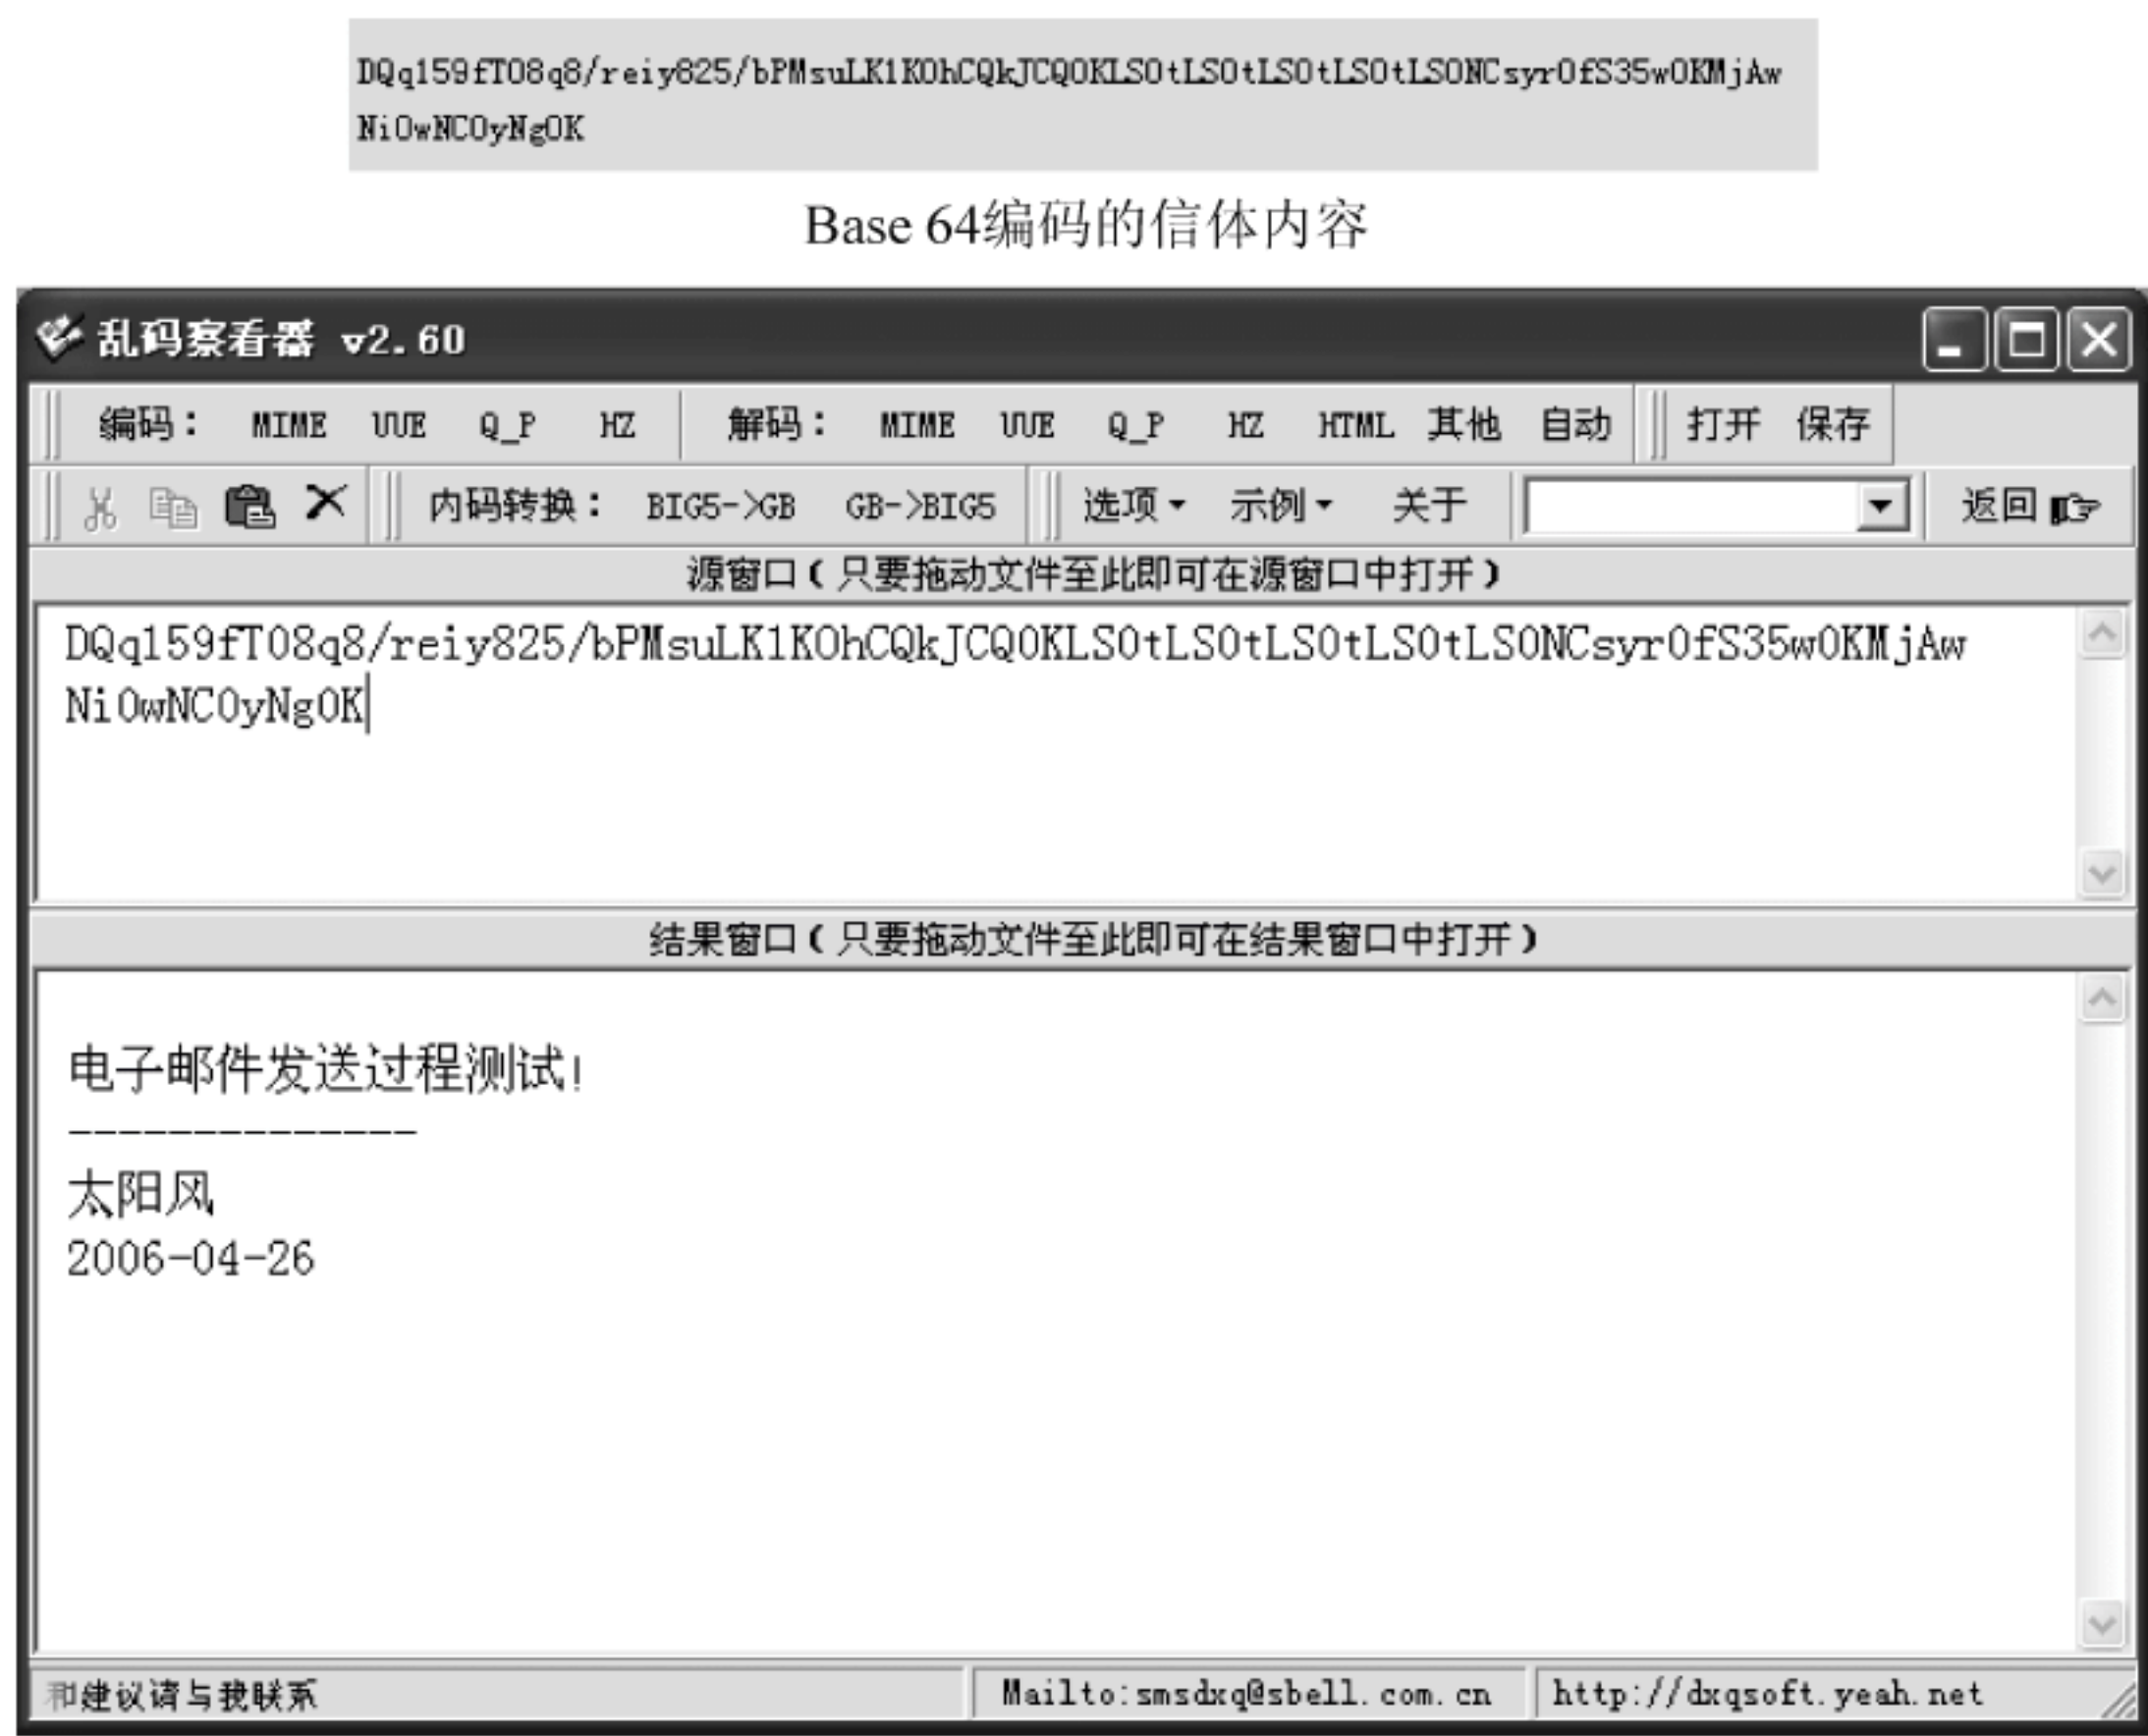 DQq159fT08q8/reiy825/bPMsuLK1KOhCQkJCQ0KLS0tLS0tLS0tLS0tLS0NCsyr0fS35w0KMjAw
Ni0wNC0yNg0K
Base 64编码的信体内容
乱码察看器 v2.60
编码： MIME UUE Q_P HZ 解码： MIME UUE Q_P HZ HTML 其他 自动 打开 保存
内码转换： BIG5->GB GB->BIG5 选项 示例 关于 返回
源窗口（只要拖动文件至此即可在源窗口中打开）
DQq159fT08q8/reiy825/bPMsuLK1KOhCQkJCQ0KLS0tLS0tLS0tLS0tLS0NCsyr0fS35w0KMjAw
Ni0wNC0yNg0K
结果窗口（只要拖动文件至此即可在结果窗口中打开）
电子邮件发送过程测试！
--------------
太阳风
2006-04-26
和建议请与我联系 Mailto:smsdxq@sbell.com.cn http://dxqsoft.yeah.net